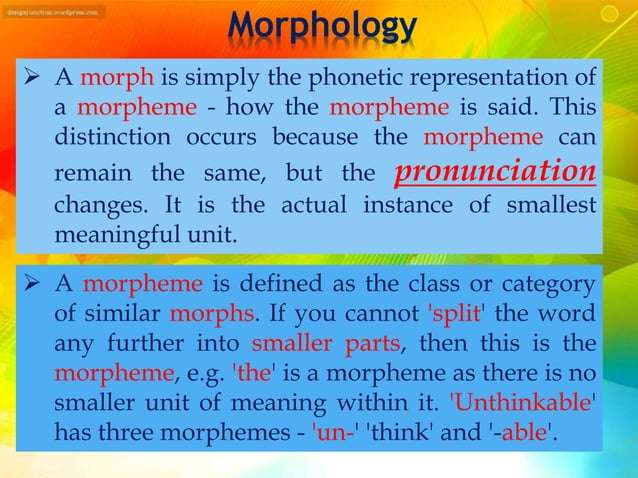 Morphology
➢ A morph is simply the phonetic representation of
a morpheme - how the morpheme is said. This
distinction occurs because the morpheme can
remain the same, but the pronunciation
changes. It is the actual instance of smallest
meaningful unit.
➢ A morpheme is defined as the class or category
of similar morphs. If you cannot 'split' the word
any further into smaller parts, then this is the
morpheme, e.g. 'the' is a morpheme as there is no
smaller unit of meaning within it. 'Unthinkable'
has three morphemes - 'un-' 'think' and '-able'.